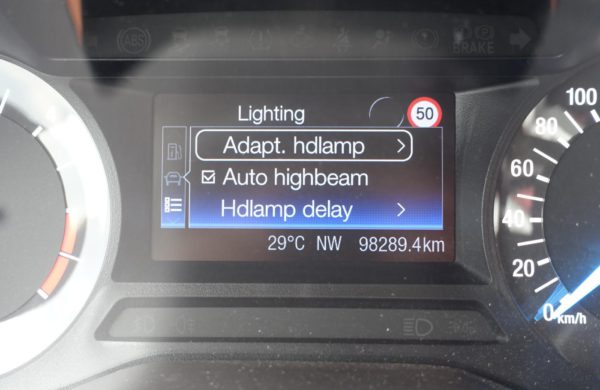 ABS
BRAKE
Lighting
50
Adapt. hdlamp
Auto highbeam
Hdlamp delay
29°C NW 98289.4km
100
80
60
40
20
0
km/h